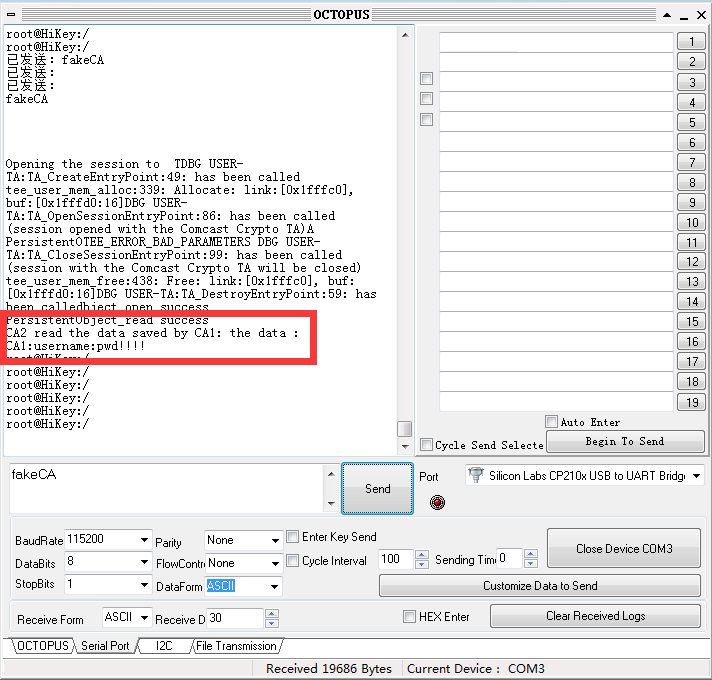 OCTOPUS
root@HiKey:/
root@HiKey:/
已发送: fakeCA
已发送:
已发送:
fakeCA
Opening the session to  TDBG USER-
TA:TA_CreateEntryPoint:49: has been called
tee_user_mem_alloc:339: Allocate: link:[0x1fffc0],
buf:[0x1fffd0:16]DBG USER-
TA:TA_OpenSessionEntryPoint:86: has been called
(session opened with the Comcast Crypto TA)A
PersistentOTEE_ERROR_BAD_PARAMETERS DBG USER-
TA:TA_CloseSessionEntryPoint:99: has been called
(session with the Comcast Crypto TA will be closed)
tee_user_mem_free:438: Free: link:[0x1fffc0], buf:
[0x1fffd0:16]DBG USER-TA:TA_DestroyEntryPoint:59: has
been calledbject_open success
PersistentObject_read success
CA2 read the data saved by CA1: the data :
CA1:username:pwd!!!!
root@HiKey:/
root@HiKey:/
root@HiKey:/
root@HiKey:/
root@HiKey:/
root@HiKey:/
1
2
3
4
5
6
7
8
9
10
11
12
13
14
15
16
17
18
19
Auto Enter
Cycle Send Selecte
Begin To Send
fakeCA
Send
Port
Silicon Labs CP210x USB to UART Bridge
BaudRate 115200
Parity None
Enter Key Send
DataBits 8
FlowContr None
Cycle Interval 100
Sending Time 0
Close Device COM3
StopBits 1
DataForm ASCII
Customize Data to Send
Receive Form ASCII
Receive D 30
HEX Enter
Clear Received Logs
OCTOPUS
Serial Port
I2C
File Transmission
Received 19686 Bytes
Current Device : COM3